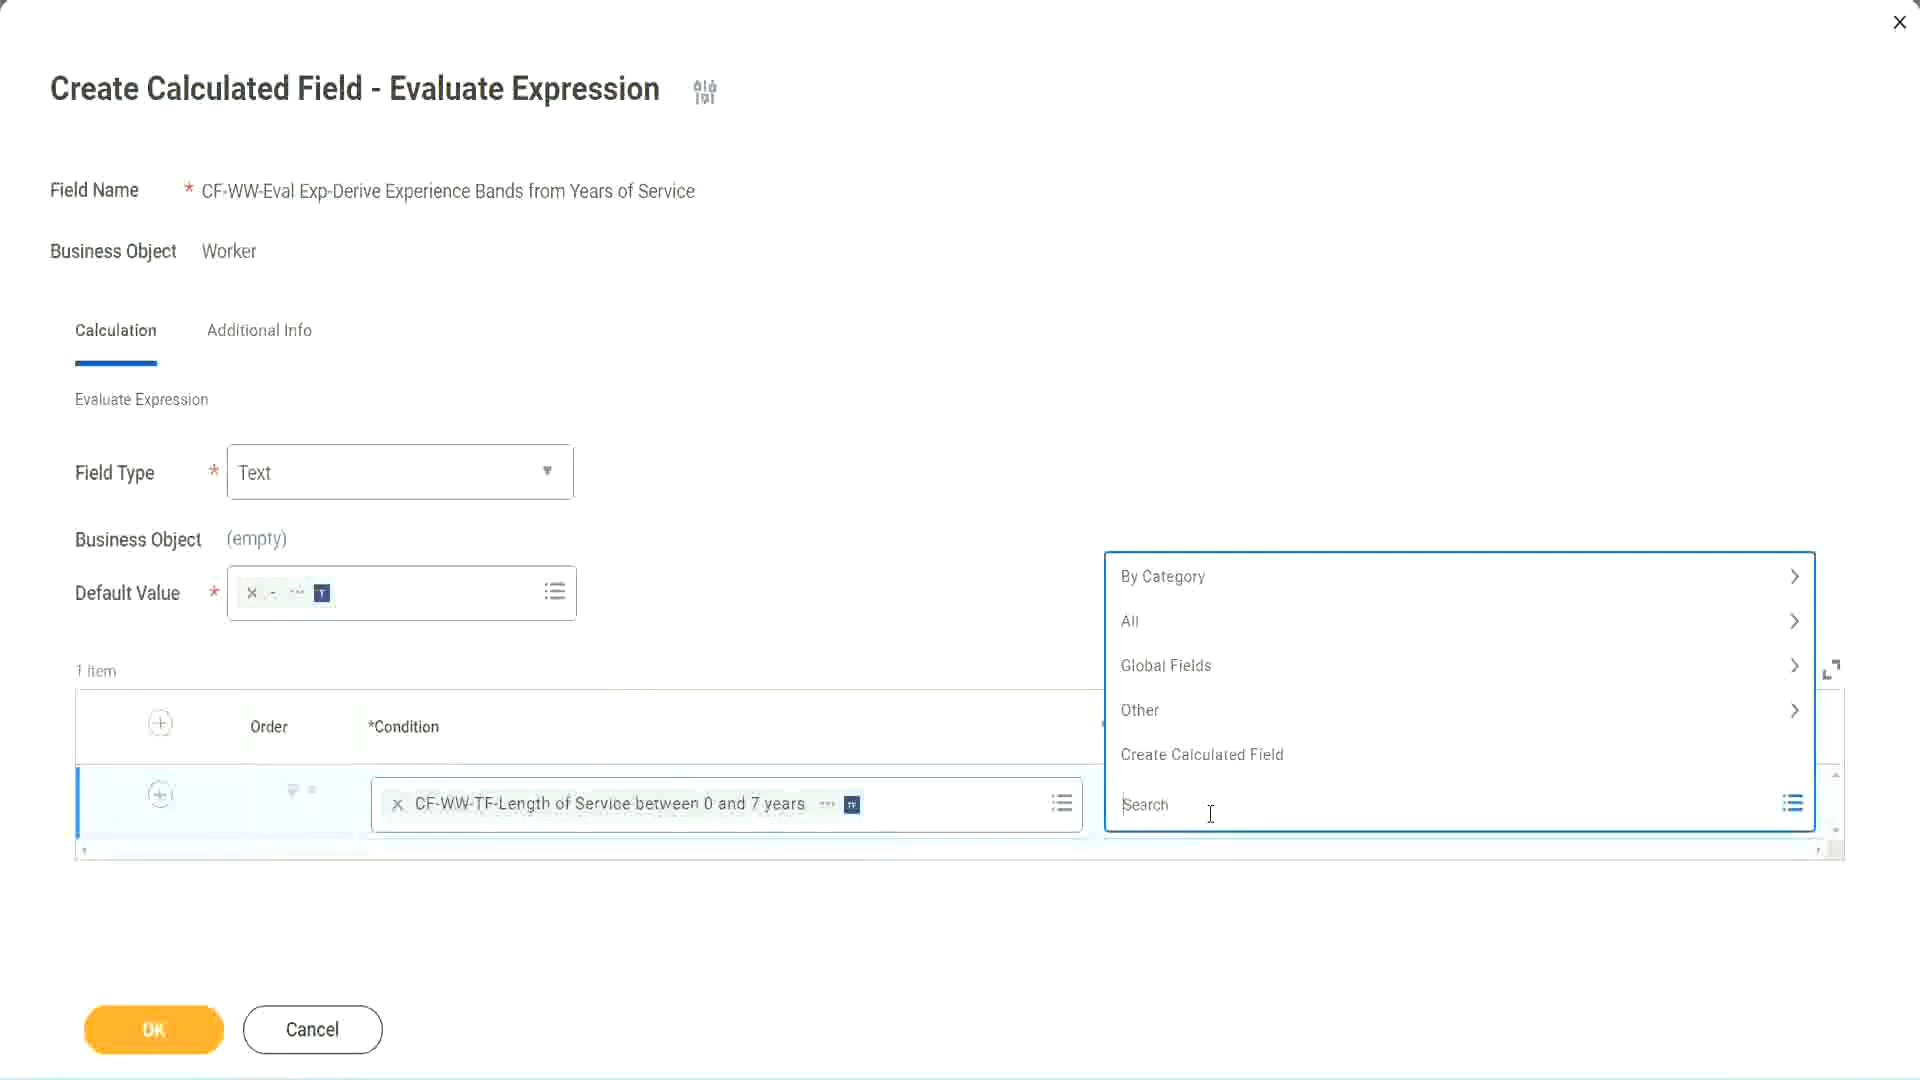 Create Calculated Field - Evaluate Expression
Field Name * CF-WW-Eval Exp-Derive Experience Bands from Years of Service
Business Object Worker
Calculation Additional Info
Evaluate Expression
Field Type * Text
Business Object (empty)
Default Value * -
T
1 item
Order *Condition
CF-WW-TF-Length of Service between 0 and 7 years
TF
By Category
All
Global Fields
Other
Create Calculated Field
Search
OK Cancel